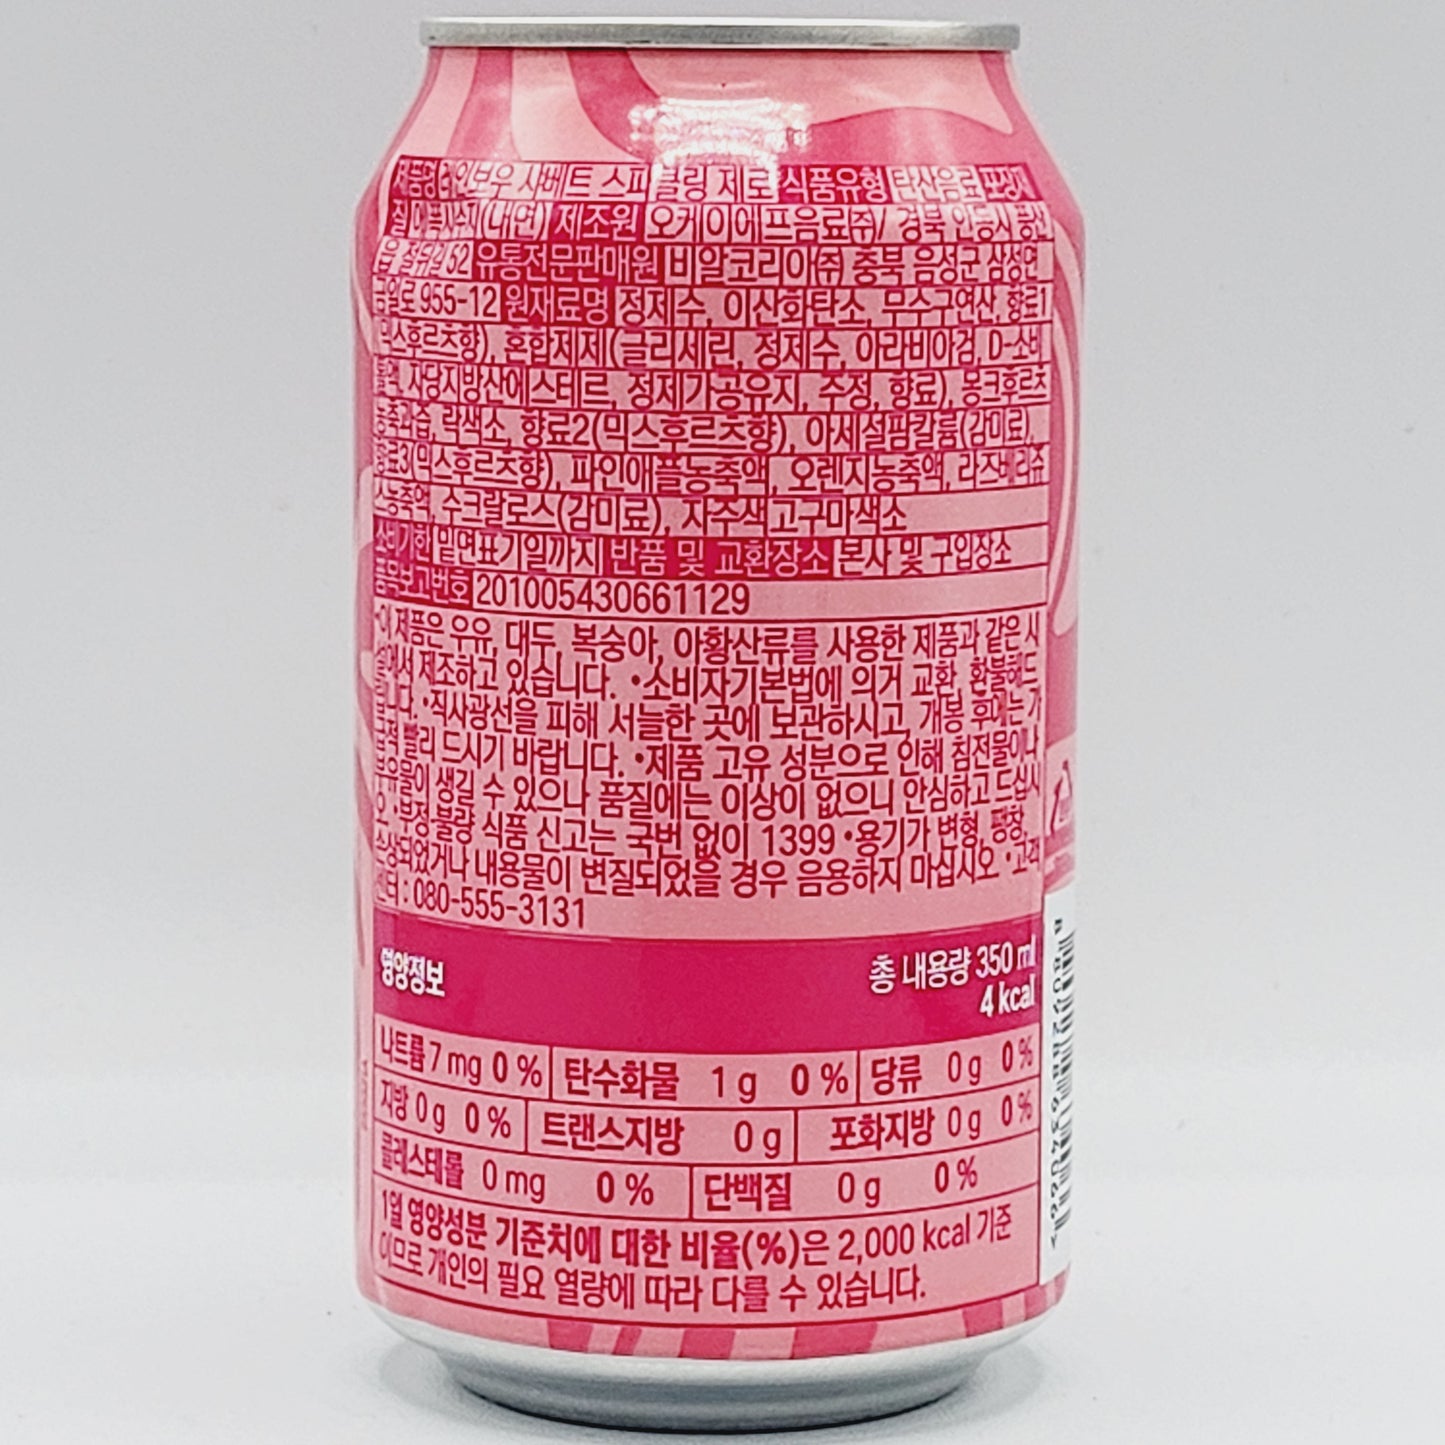 제품명 레인보우 샤베트 스파클링 제로 식품유형 탄산음료 포장재
질 알루미늄(내면) 제조원 오케이에프음료㈜/ 경북 안동시 풍산
읍 유통전문판매원 비알코리아㈜ 충북 음성군 삼성면
금일로 955-12 원재료명 정제수, 이산화탄소, 무수구연산, 향료1
(믹스후르츠향), 혼합제제(글리세린, 정제수, 아라비아검, D-소비
톨액, 자당지방산에스테르, 정제가공유지, 주정, 향료), 몽크후르츠
농축과즙, 락색소, 향료2(믹스후르츠향), 아세설팜칼륨(감미료),
향료3(믹스후르츠향), 파인애플농축액, 오렌지농축액, 라즈베리쥬
스농축액, 수크랄로스(감미료), 자주색고구마색소
소비기한 밑면표기일까지 반품 및 교환장소 본사 및 구입장소
품목보고번호 201005430661129
•이 제품은 우유, 대두, 복숭아, 아황산류를 사용한 제품과 같은 시
설에서 제조하고 있습니다. •소비자기본법에 의거 교환, 환불해드
립니다. •직사광선을 피해 서늘한 곳에 보관하시고, 개봉 후에는 가
급적 빨리 드시기 바랍니다. •제품 고유 성분으로 인해 침전물이나
부유물이 생길 수 있으나 품질에는 이상이 없으니 안심하고 드십시
오 •부정·불량 식품 신고는 국번 없이 1399 •용기가 변형, 팽창,
손상되었거나 내용물이 변질되었을 경우 음용하지 마십시오 •고객
센터 : 080-555-3131
영양정보 총 내용량 350 ml
4 kcal
나트륨 7 mg 0 % 탄수화물 1 g 0 % 당류 0 g 0 %
지방 0 g 0 % 트랜스지방 0 g 포화지방 0 g 0 %
콜레스테롤 0 mg 0 % 단백질 0 g 0 %
1일 영양성분 기준치에 대한 비율(%)은 2,000 kcal 기준
이므로 개인의 필요 열량에 따라 다를 수 있습니다.